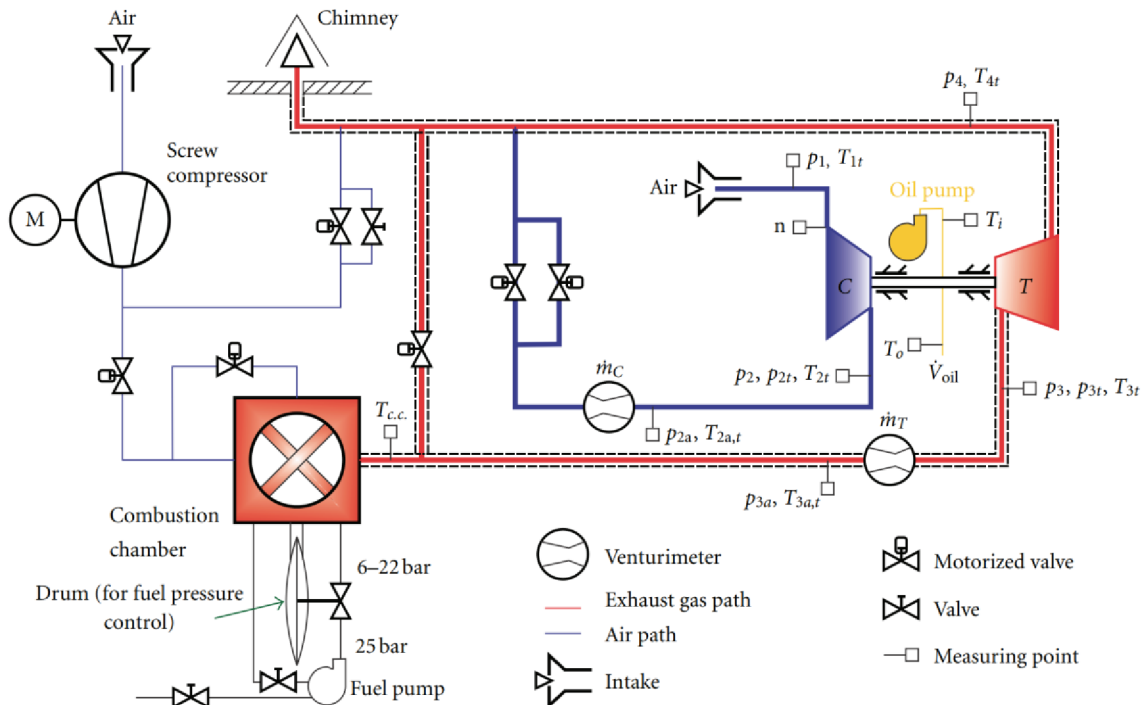 Air
Chimney
p4, T4t
Screw
compressor
M
Air
p1, T1t
Oil pump
n
Ti
C
T
To
V̇oil
p2, p2t, T2t
p3, p3t, T3t
ṁC
Tc.c.
p2a, T2a,t
ṁT
p3a, T3a,t
Combustion
chamber
6–22 bar
Drum (for fuel pressure
control)
25 bar
Fuel pump
Venturimeter
Exhaust gas path
Air path
Intake
Motorized valve
Valve
Measuring point